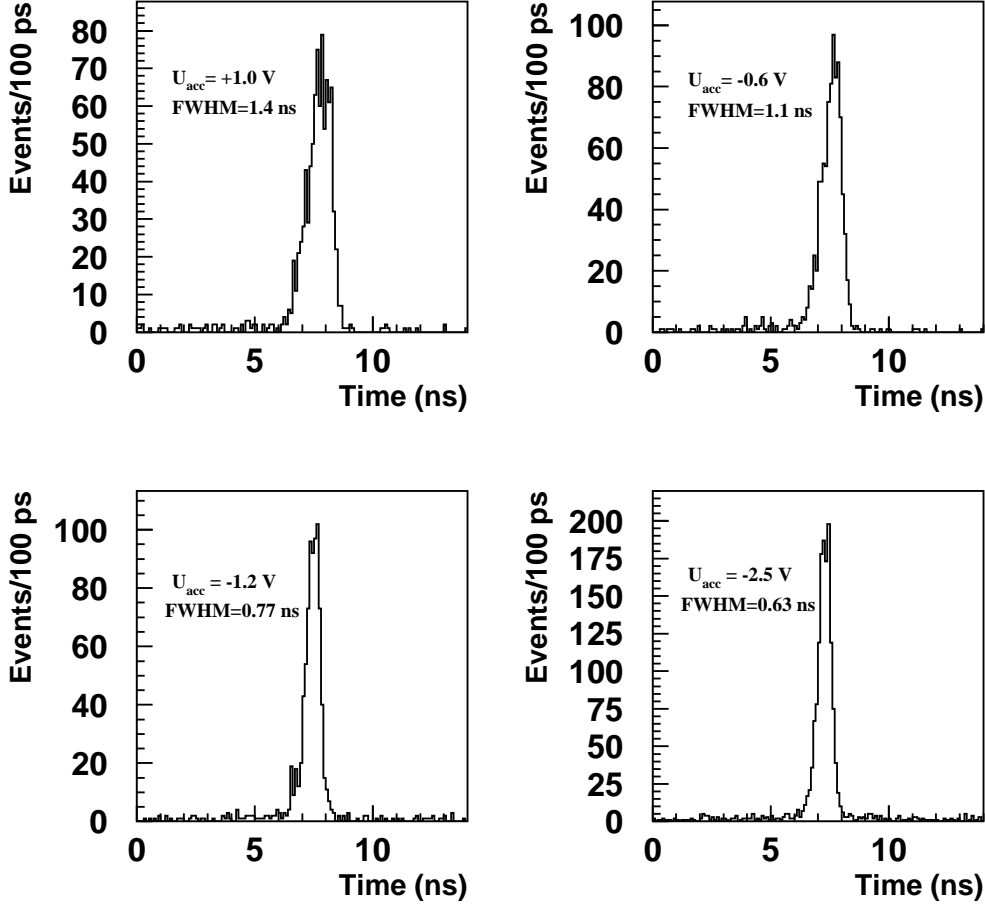 Events/100 ps
80
70
60
50
40
30
20
10
0
U_acc= +1.0 V
FWHM=1.4 ns
0
5
10
Time (ns)
Events/100 ps
100
80
60
40
20
0
U_acc= -0.6 V
FWHM=1.1 ns
0
5
10
Time (ns)
Events/100 ps
100
80
60
40
20
0
U_acc = -1.2 V
FWHM=0.77 ns
0
5
10
Time (ns)
Events/100 ps
200
175
150
125
100
75
50
25
0
U_acc = -2.5 V
FWHM=0.63 ns
0
5
10
Time (ns)